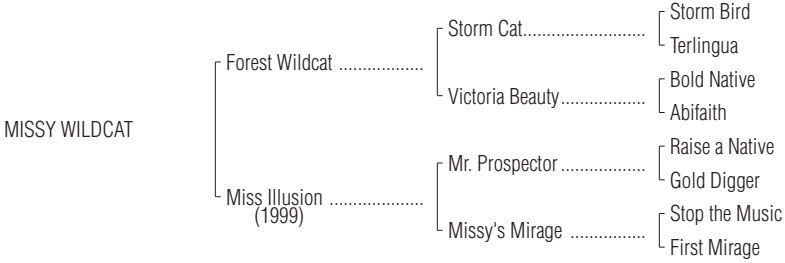 Storm Bird
Storm Cat..........................
Terlingua
Forest Wildcat ..................
Bold Native
Victoria Beauty..................
Abifaith
MISSY WILDCAT
Raise a Native
Mr. Prospector ..................
Gold Digger
Miss Illusion ....................
(1999)
Stop the Music
Missy's Mirage ................
First Mirage